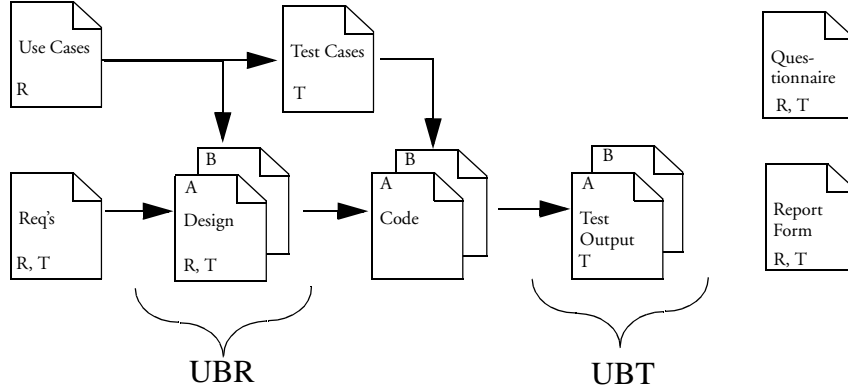 Use Cases
R
Test Cases
T
Ques-
tionnaire
R, T
B
A
Design
R, T
B
A
Code
B
A
Test
Output
T
Req's
R, T
Report
Form
R, T
UBR
UBT